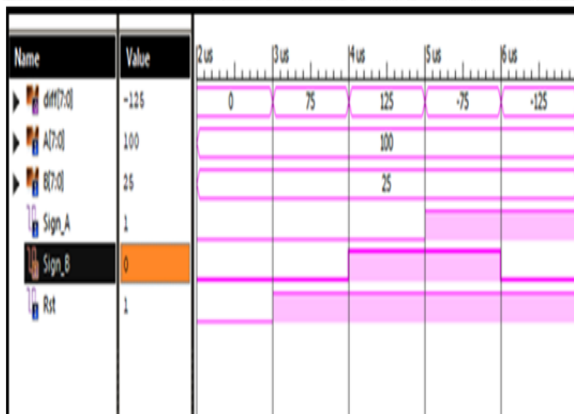 Name Value 2 us 3 us 4 us 5 us 6 us
diff[7:0] -125 0 75 125 -75 -125
A[7:0] 100 100
B[7:0] 25 25
Sign_A 1
Sign_B 0
Rst 1